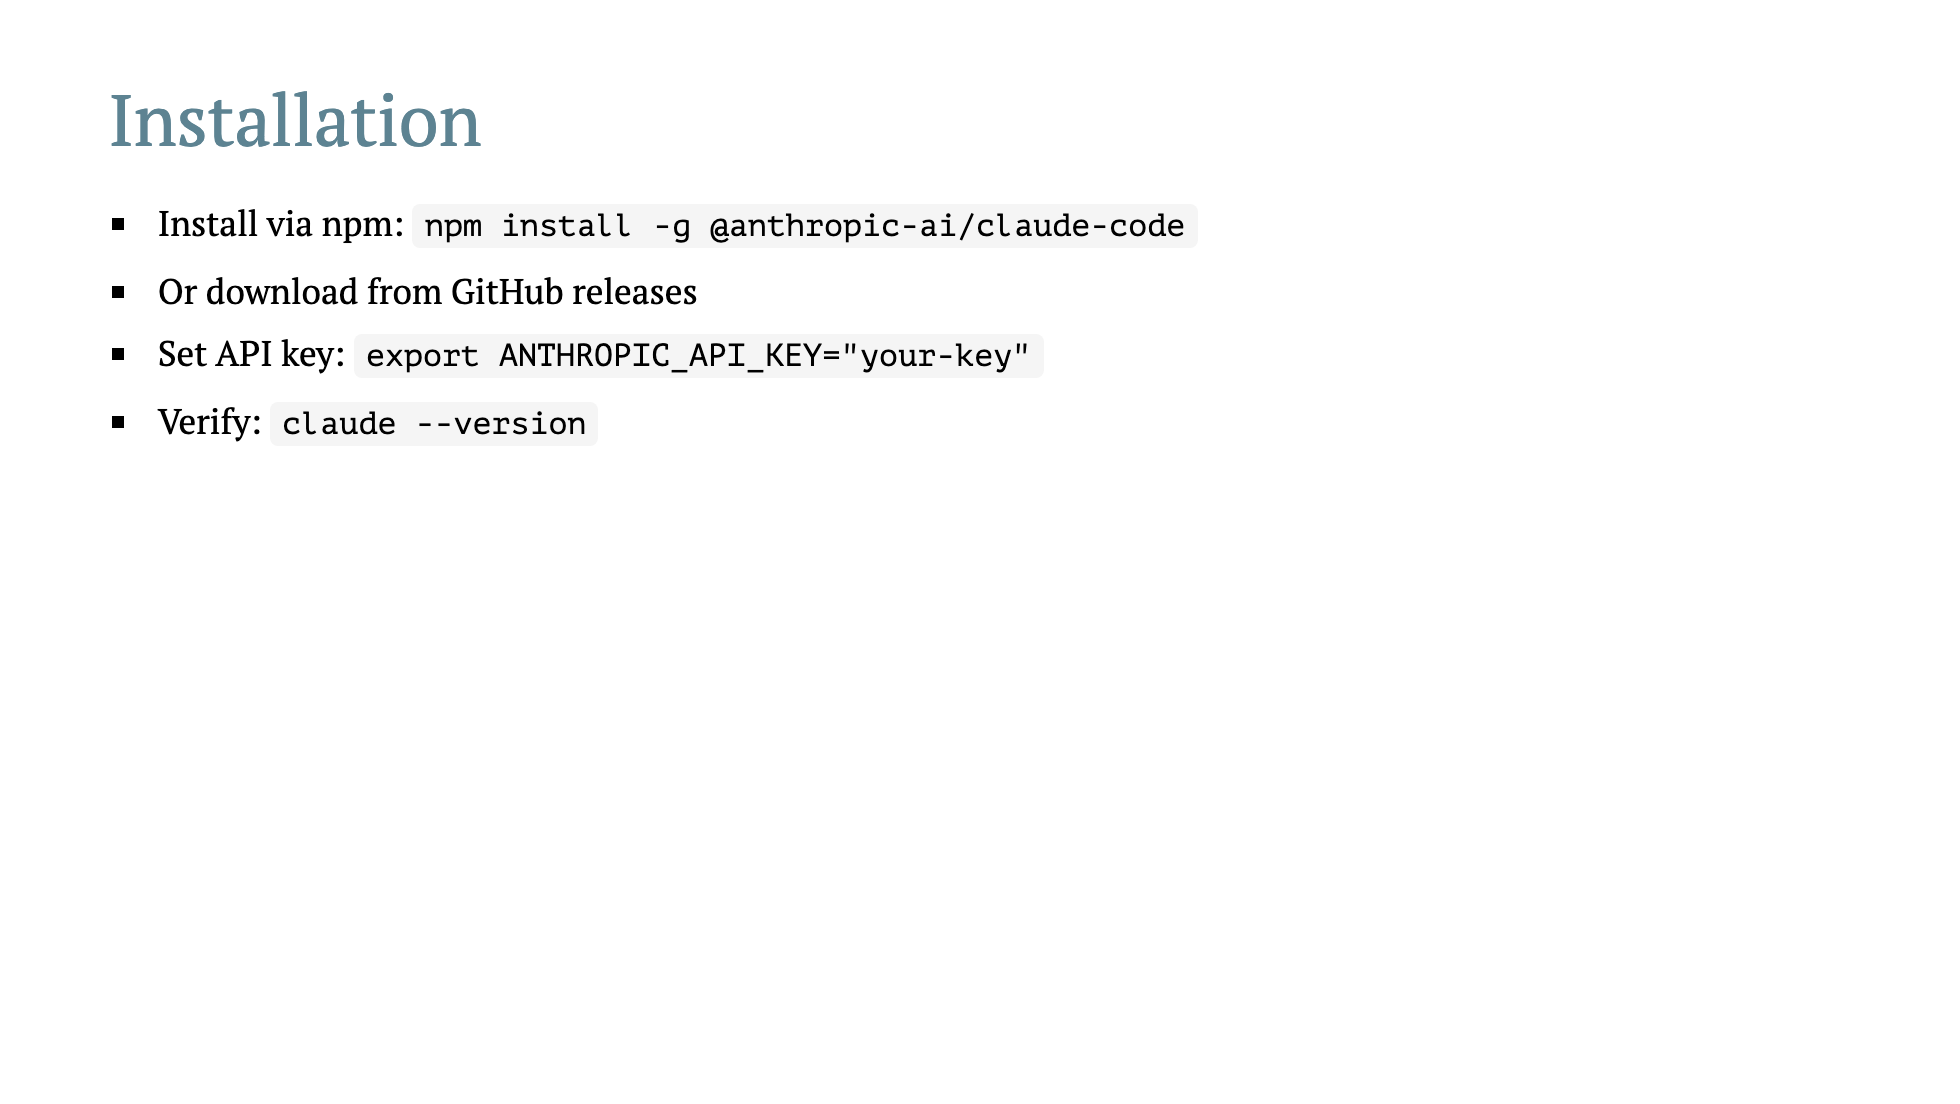 Installation
Install via npm: npm install -g @anthropic-ai/claude-code
Or download from GitHub releases
Set API key: export ANTHROPIC_API_KEY="your-key"
Verify: claude --version